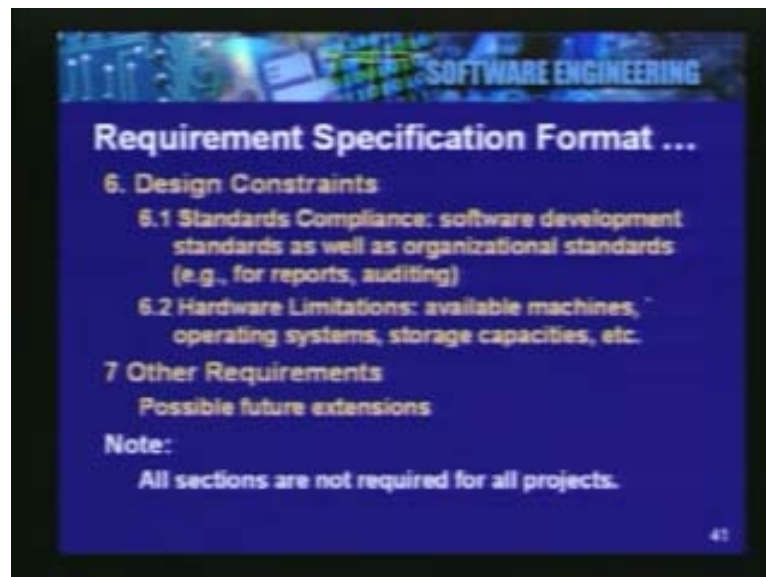 SOFTWARE ENGINEERING
Requirement Specification Format ...
6. Design Constraints
6.1 Standards Compliance: software development
standards as well as organizational standards
(e.g., for reports, auditing)
6.2 Hardware Limitations: available machines,
operating systems, storage capacities, etc.
7 Other Requirements
Possible future extensions
Note:
All sections are not required for all projects.